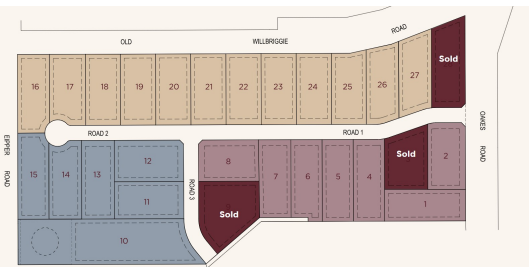 OLD WILLBRIGGIE ROAD
16 17 18 19 20 21 22 23 24 25 26 27 Sold
OAKES ROAD
EPPER ROAD
ROAD 2 ROAD 1
15 14 13 12 8 7 6 5 4 Sold 2
11
ROAD 3
Sold
1
10